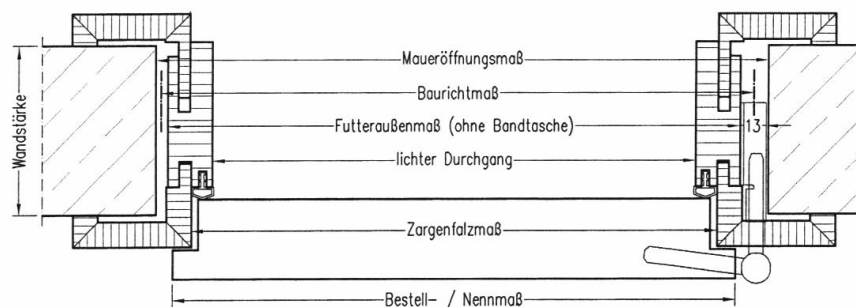 Wandstärke
Maueröffnungsmaß
Baurichtmaß
Futteraußenmaß (ohne Bandtasche)
13
lichter Durchgang
Zargenfalzmaß
Bestell- / Nennmaß